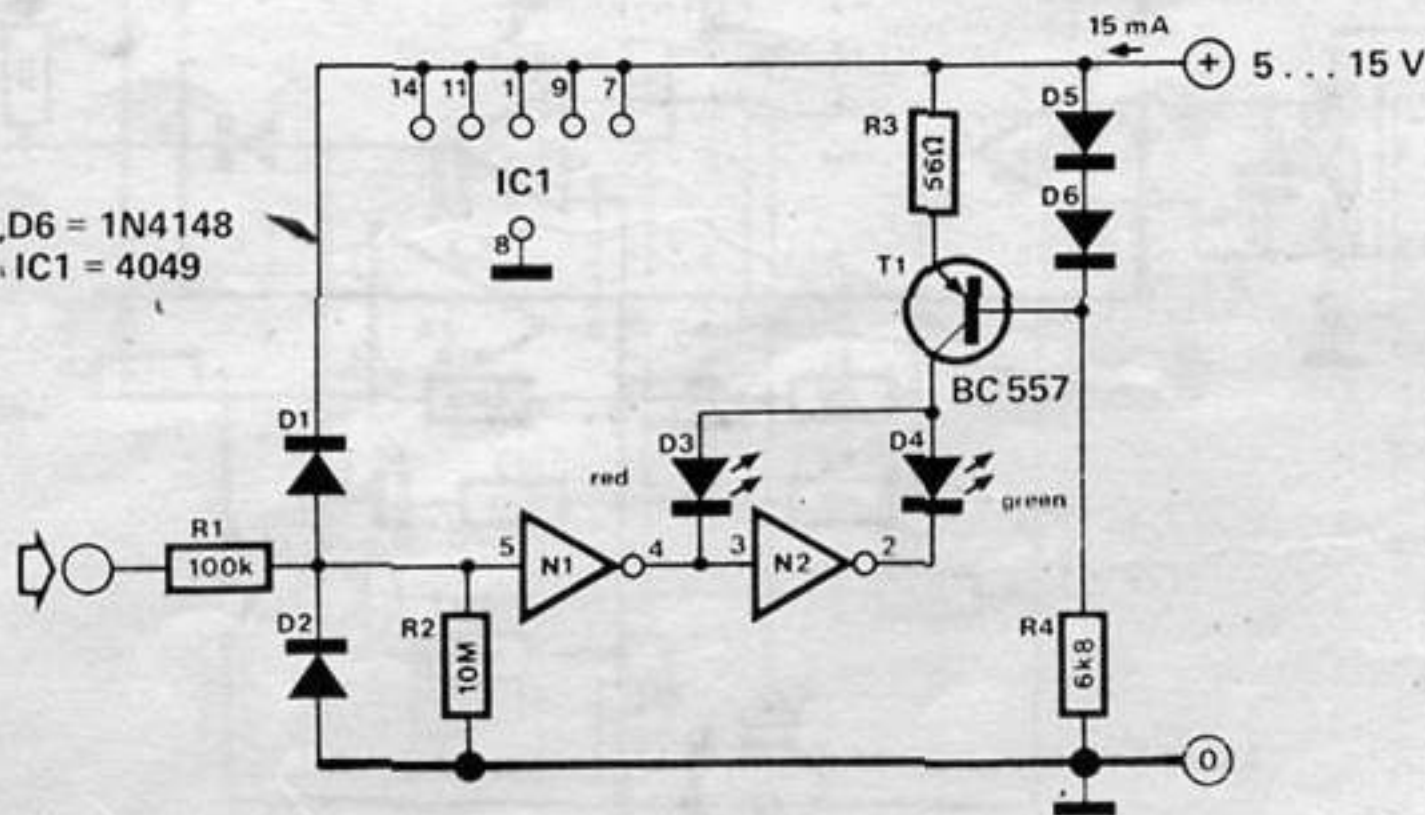 15 mA
+ 5 . . . 15 V
14 11 1 9 7
D5
R3
56Ω
IC1
D6
,D6 = 1N4148
IC1 = 4049
8
T1
BC 557
D1
D3
D4
red
green
R1
100k
5 N1 4
3 N2 2
D2
R2
10M
R4
6k8
0